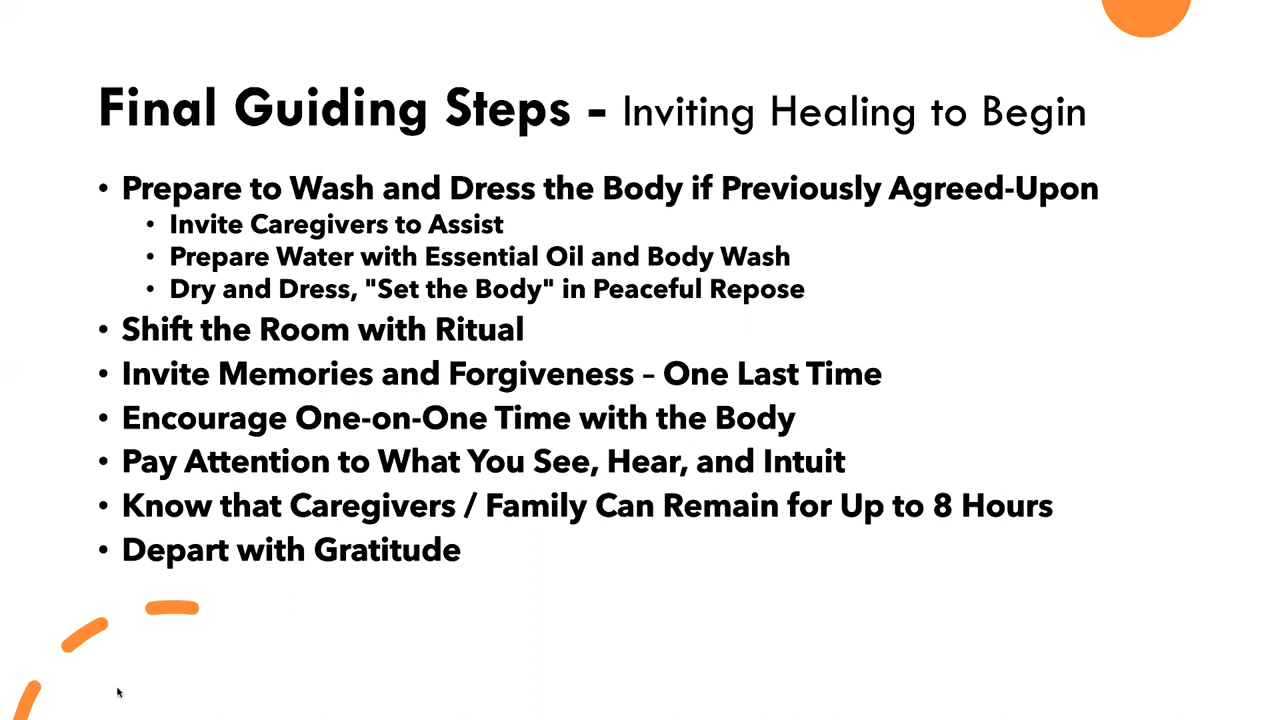 Final Guiding Steps - Inviting Healing to Begin
• Prepare to Wash and Dress the Body if Previously Agreed-Upon
• Invite Caregivers to Assist
• Prepare Water with Essential Oil and Body Wash
• Dry and Dress, "Set the Body" in Peaceful Repose
• Shift the Room with Ritual
• Invite Memories and Forgiveness – One Last Time
• Encourage One-on-One Time with the Body
• Pay Attention to What You See, Hear, and Intuit
• Know that Caregivers / Family Can Remain for Up to 8 Hours
• Depart with Gratitude